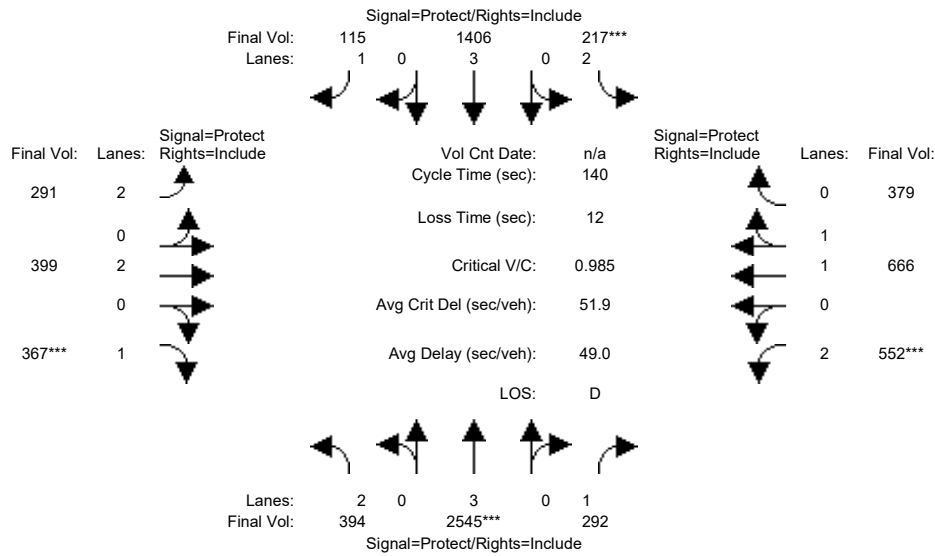 Signal=Protect/Rights=Include
Final Vol: 115 1406 217***
Lanes: 1 0 3 0 2
Signal=Protect Signal=Protect
Final Vol: Lanes: Rights=Include Vol Cnt Date: n/a Rights=Include Lanes: Final Vol:
Cycle Time (sec): 140
291 2 0 379
Loss Time (sec): 12
0 1
399 2 Critical V/C: 0.985 1 666
0 Avg Crit Del (sec/veh): 51.9 0
367*** 1 Avg Delay (sec/veh): 49.0 2 552***
LOS: D
Lanes: 2 0 3 0 1
Final Vol: 394 2545*** 292
Signal=Protect/Rights=Include